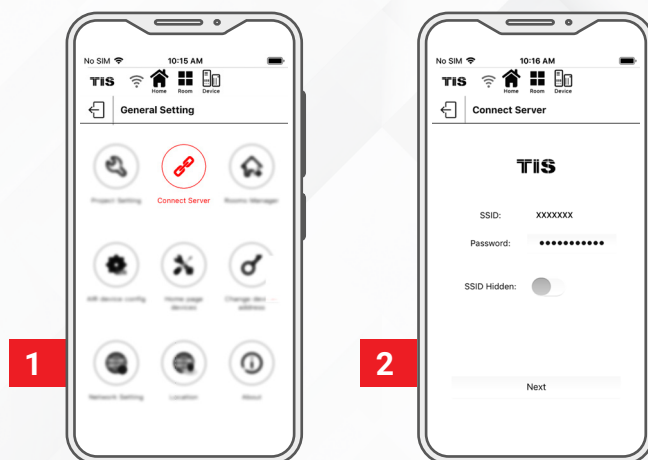 No SIM 10:15 AM
TIS Home Room Device
General Setting
Project Setting Connect Server Rooms Manager
AIR device config Home page devices Change device address
Network Setting Location About
1
No SIM 10:16 AM
TIS Home Room Device
Connect Server
TIS
SSID: XXXXXXX
Password: •••••••••••
SSID Hidden:
Next
2